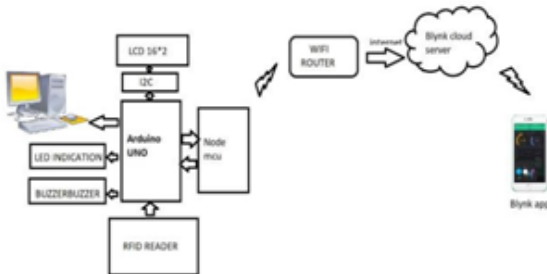 LCD 16*2
I2C
Arduino
UNO
Node
mcu
LED INDICATION
BUZZERBUZZER
RFID READER
WIFI
ROUTER
internet
Blynk cloud
server
Blynk app